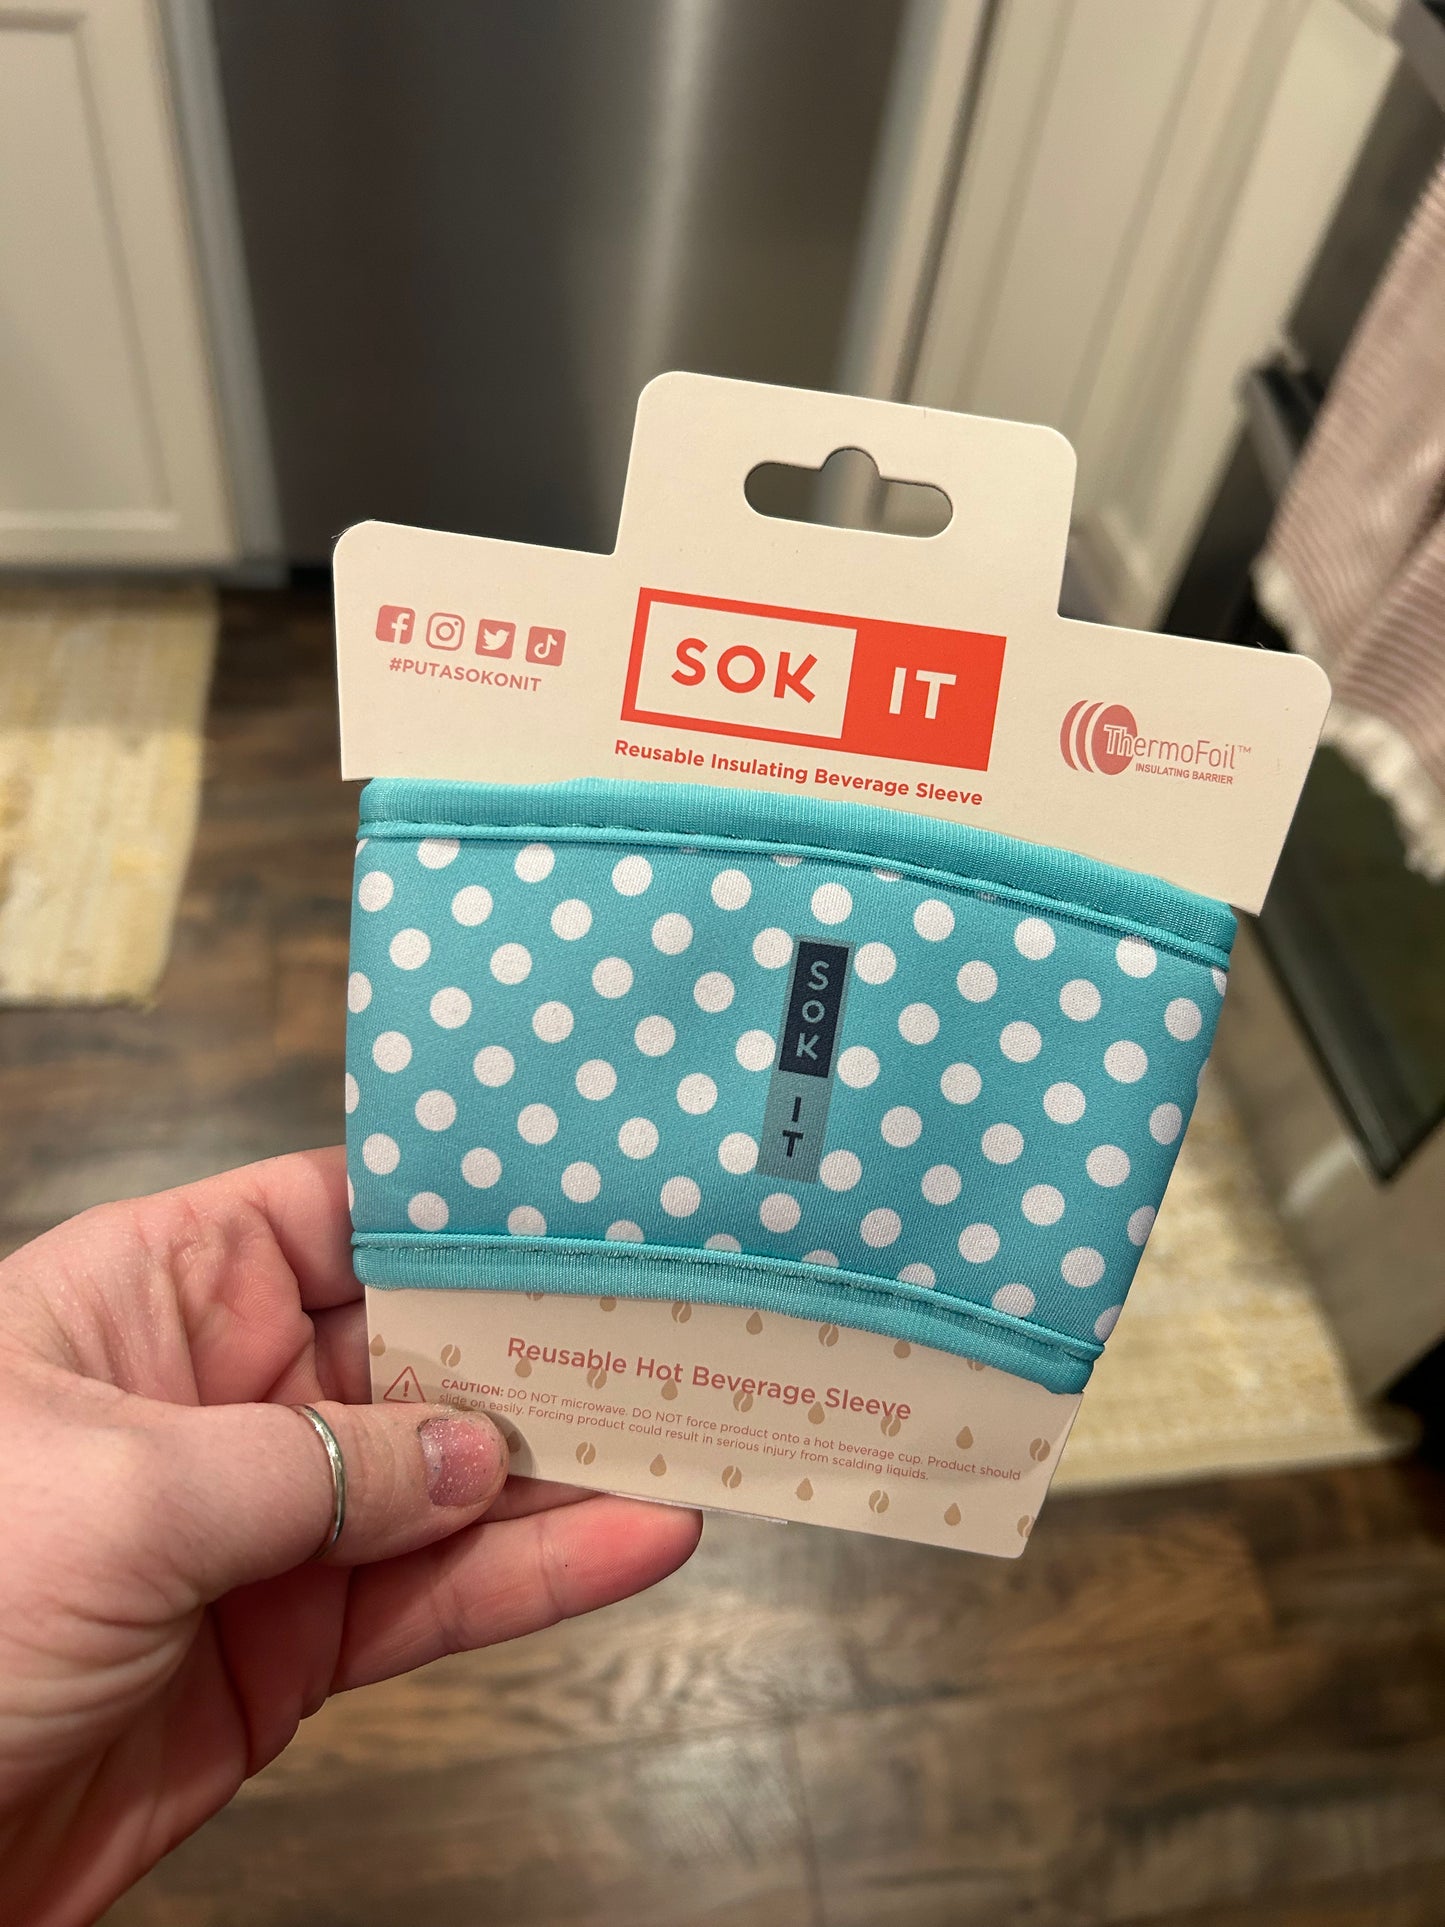 #PUTASOKONIT
SOK IT
Reusable Insulating Beverage Sleeve
ThermoFoil™
INSULATING BARRIER
SOK
IT
Reusable Hot Beverage Sleeve
CAUTION: DO NOT microwave. DO NOT force product onto a hot beverage cup. Product should
slide on easily. Forcing product could result in serious injury from scalding liquids.